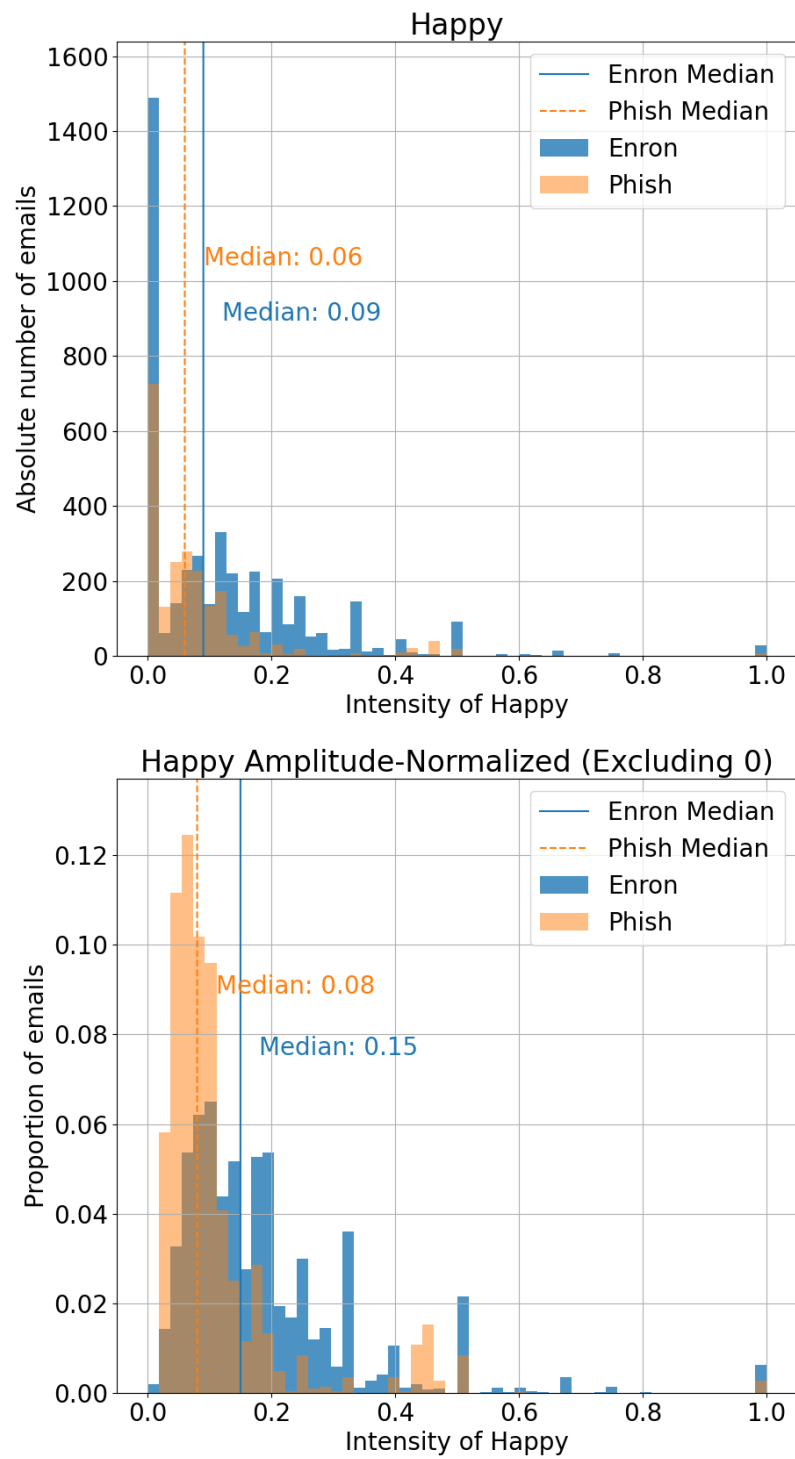 Happy
Absolute number of emails
1600
1400
1200
1000
800
600
400
200
0
Enron Median
Phish Median
Enron
Phish
Median: 0.06
Median: 0.09
0.0 0.2 0.4 0.6 0.8 1.0
Intensity of Happy
Happy Amplitude-Normalized (Excluding 0)
Proportion of emails
0.12
0.10
0.08
0.06
0.04
0.02
0.00
Enron Median
Phish Median
Enron
Phish
Median: 0.08
Median: 0.15
0.0 0.2 0.4 0.6 0.8 1.0
Intensity of Happy